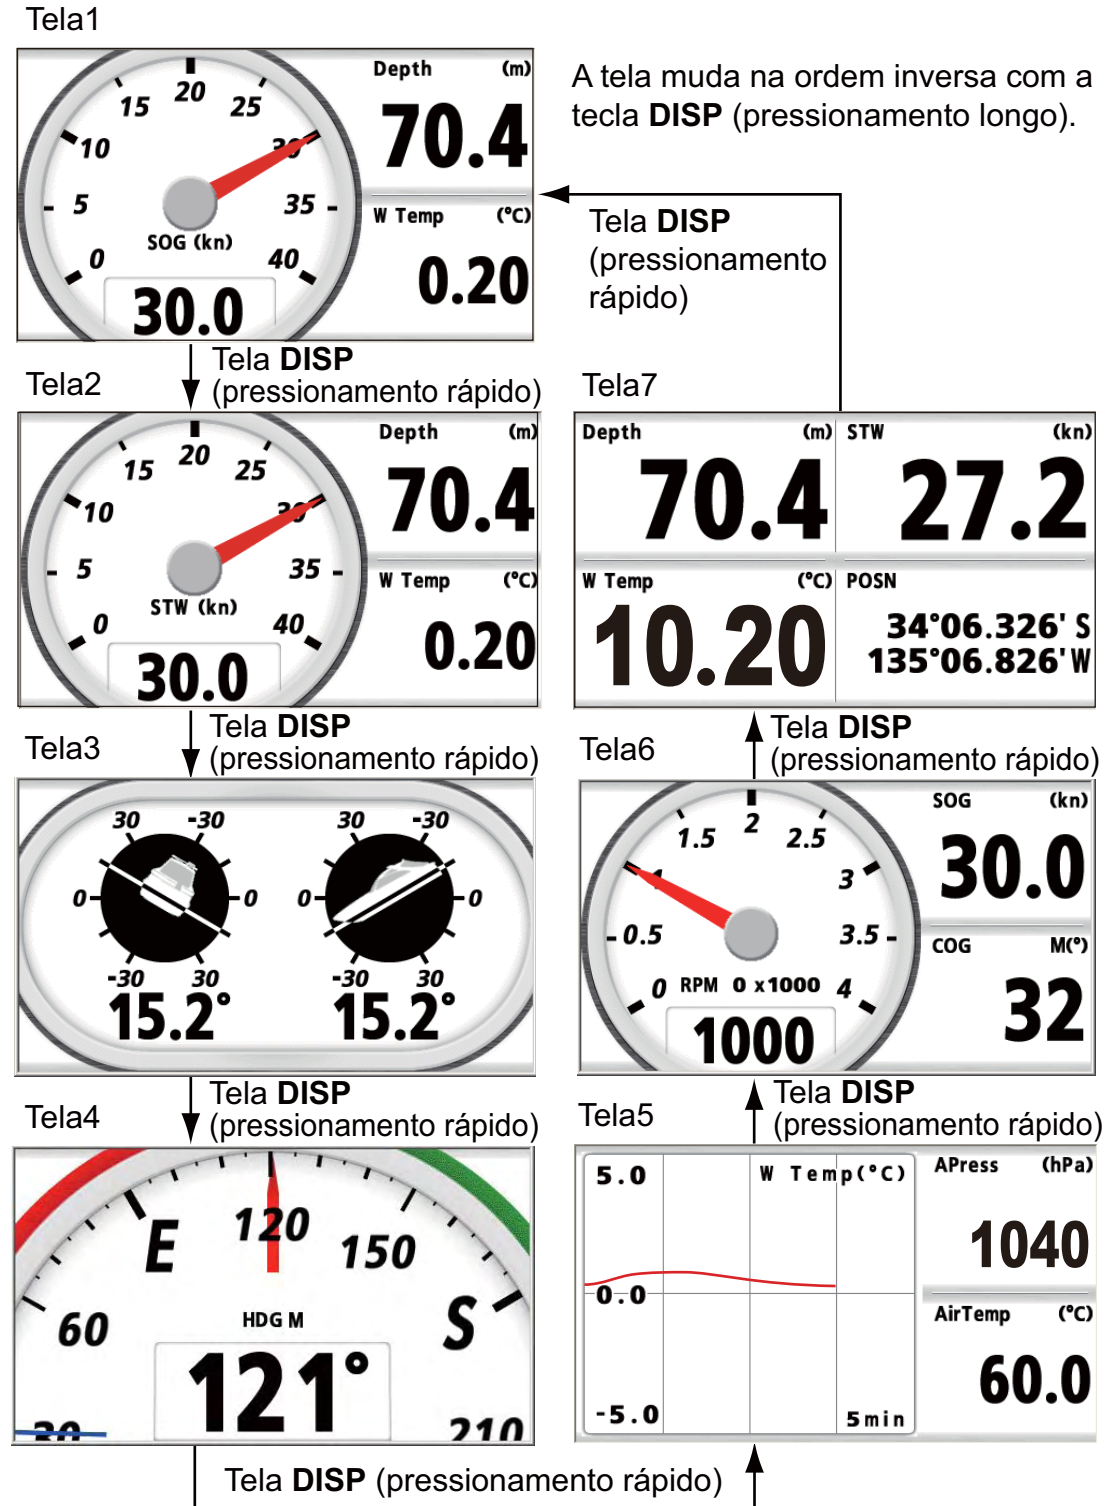 Tela1
20
15
25
10
30
5
35
0
40
SOG (kn)
30.0
Depth (m)
70.4
W Temp (°C)
0.20
A tela muda na ordem inversa com a
tecla DISP (pressionamento longo).
Tela DISP
(pressionamento
rápido)
Tela DISP
(pressionamento rápido)
Tela2
20
15
25
10
30
5
35
0
40
STW (kn)
30.0
Depth (m)
70.4
W Temp (°C)
0.20
Tela DISP
(pressionamento rápido)
Tela3
30 -30 30 -30
0 0 0 0
-30 30 -30 30
15.2° 15.2°
Tela DISP
(pressionamento rápido)
Tela4
E 120 150
60 S
HDG M
121°
30 210
Tela DISP (pressionamento rápido)
Tela5
5.0 W Temp(°C)
0.0
-5.0 5min
APress (hPa)
1040
AirTemp (°C)
60.0
Tela DISP
(pressionamento rápido)
Tela6
2
1.5 2.5
1 3
0.5 3.5
0 RPM 0 x1000 4
1000
SOG (kn)
30.0
COG M(°)
32
Tela DISP
(pressionamento rápido)
Tela7
Depth (m) STW (kn)
70.4 27.2
W Temp (°C) POSN
10.20
34°06.326' S
135°06.826'W